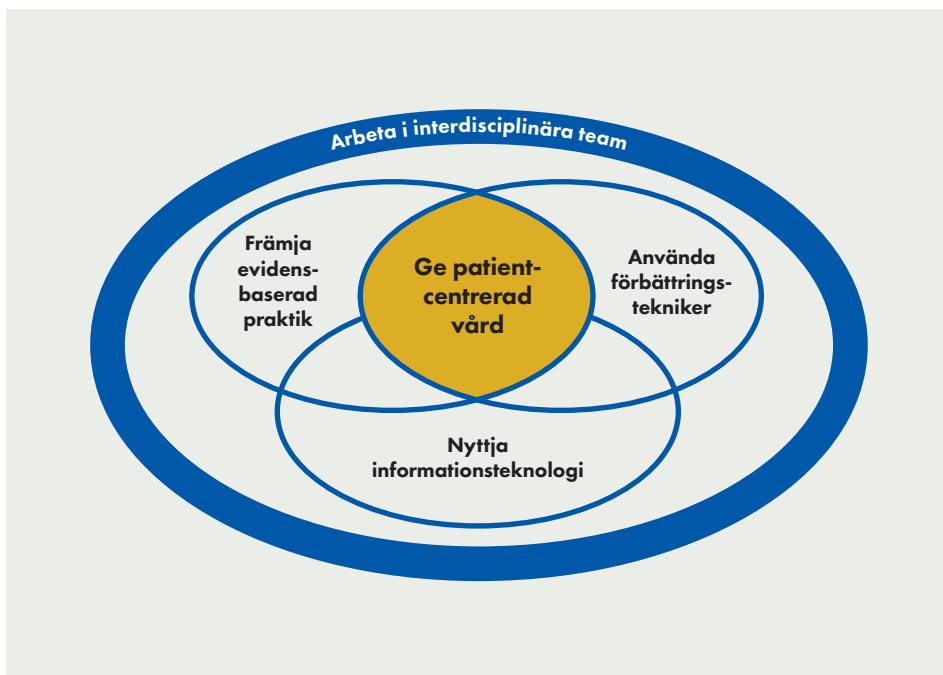 Arbeta i interdisciplinära team
Främja
evidens-
baserad
praktik
Ge patient-
centrerad
vård
Använda
förbättrings-
tekniker
Nyttja
informationsteknologi